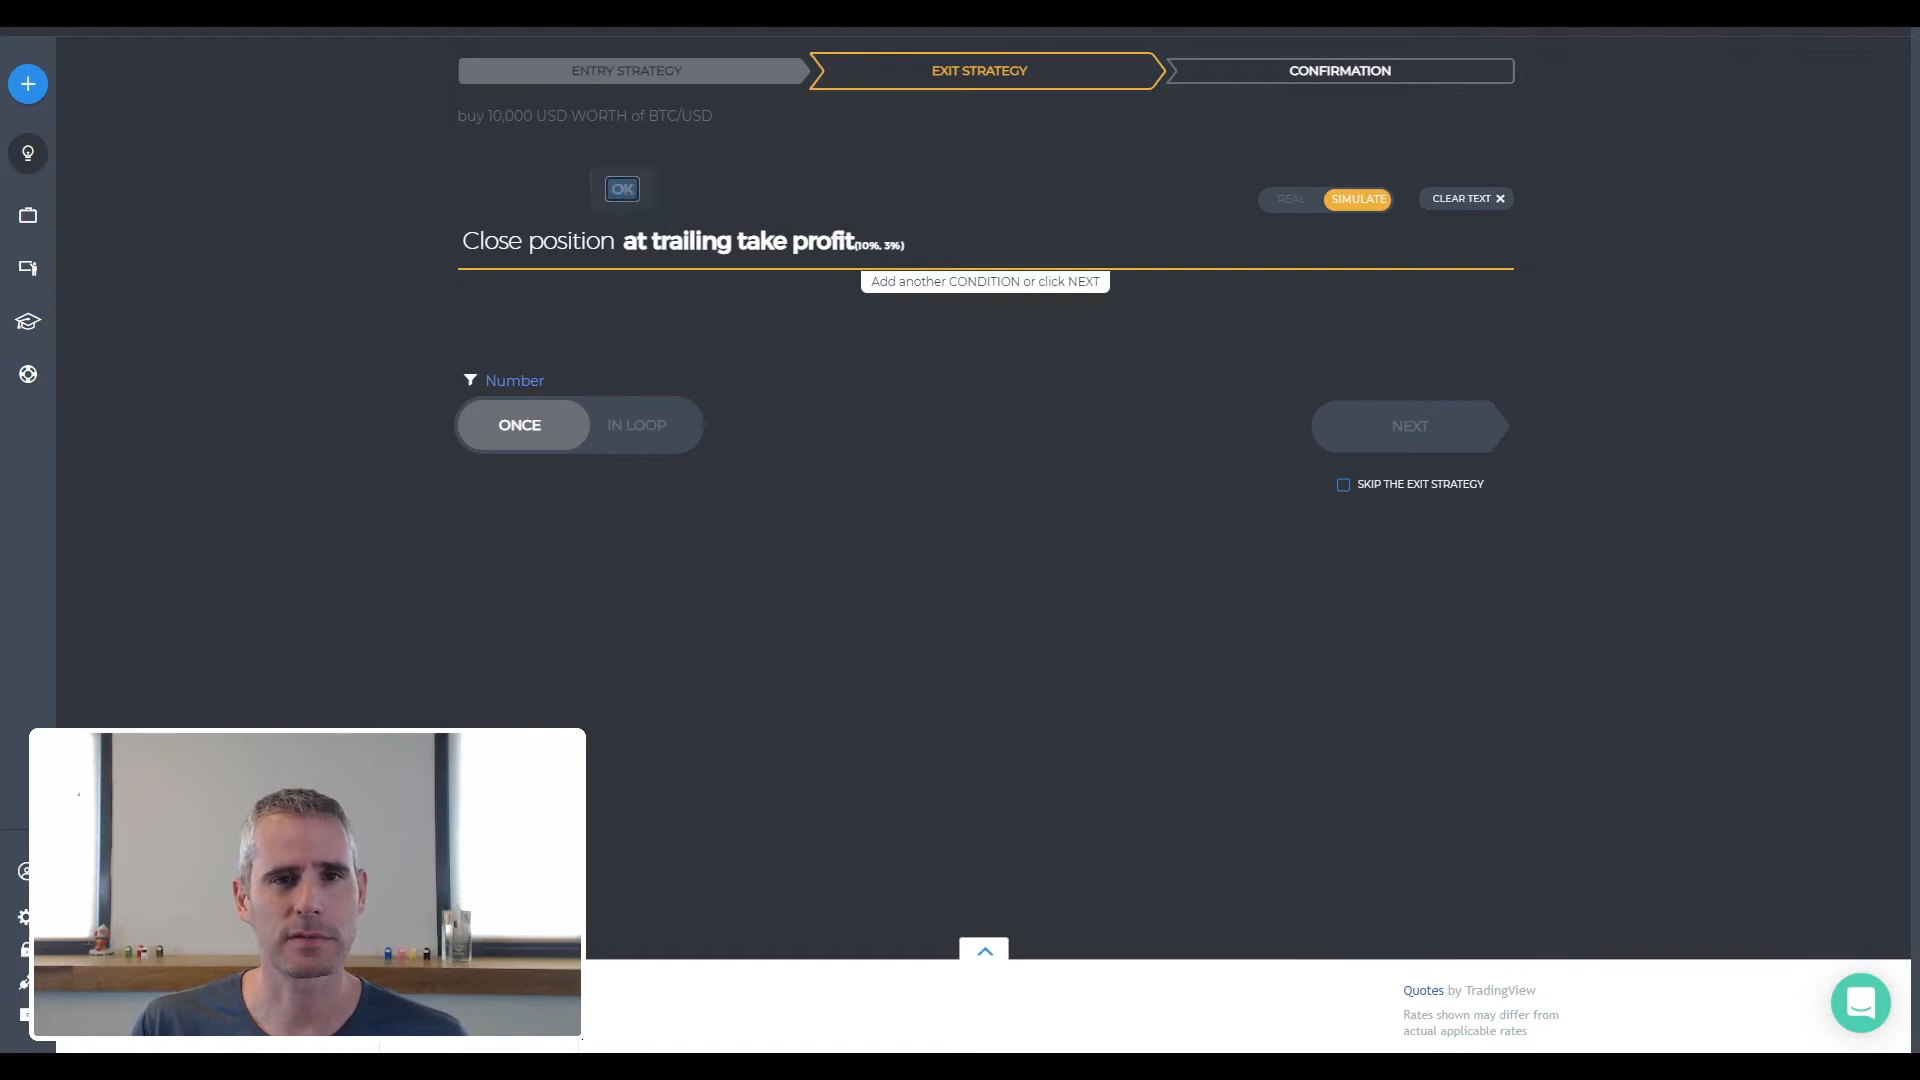 ENTRY STRATEGY
EXIT STRATEGY
CONFIRMATION
buy 10,000 USD WORTH of BTC/USD
OK
REAL
SIMULATE
CLEAR TEXT
Close position at trailing take profit(10%, 3%)
Add another CONDITION or click NEXT
Number
ONCE
IN LOOP
NEXT
SKIP THE EXIT STRATEGY
Quotes by TradingView
Rates shown may differ from
actual applicable rates